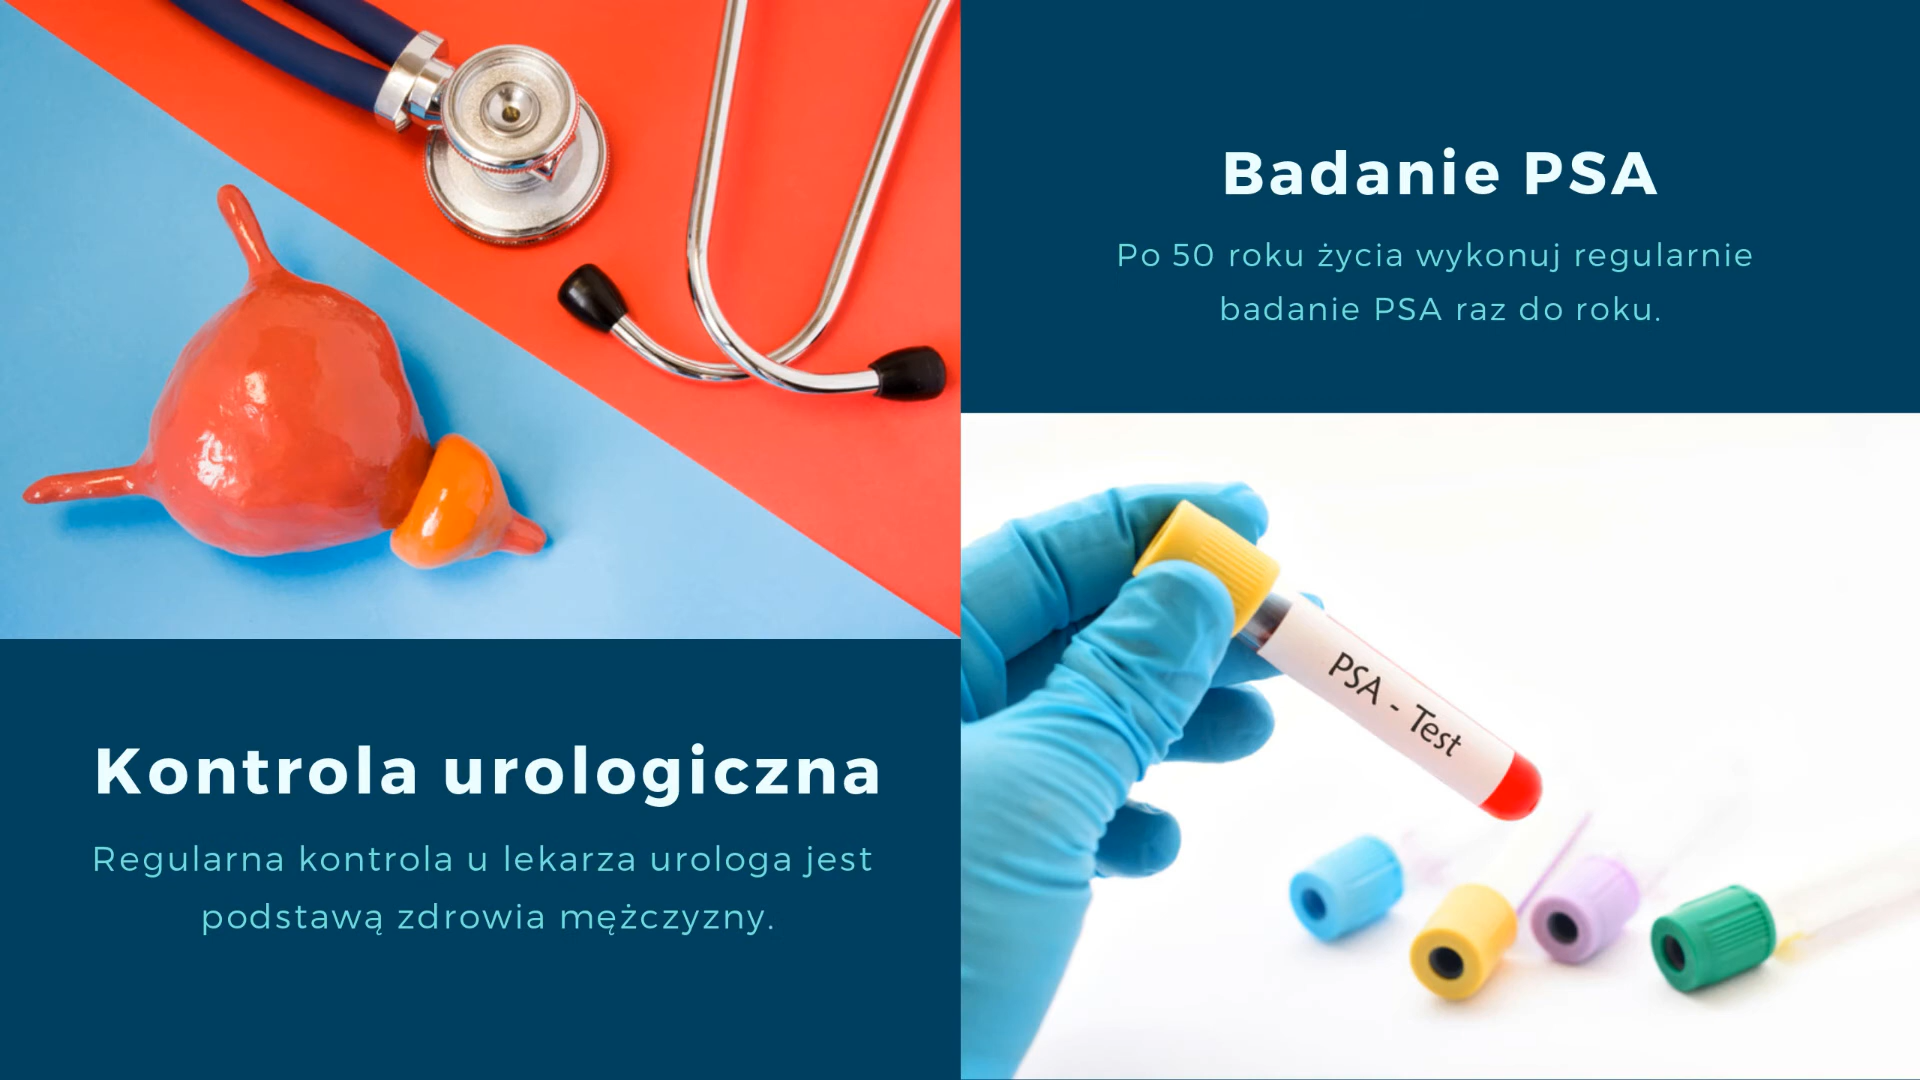 Badanie PSA
Po 50 roku życia wykonuj regularnie
badanie PSA raz do roku.
PSA - Test
Kontrola urologiczna
Regularna kontrola u lekarza urologa jest
podstawą zdrowia mężczyzny.